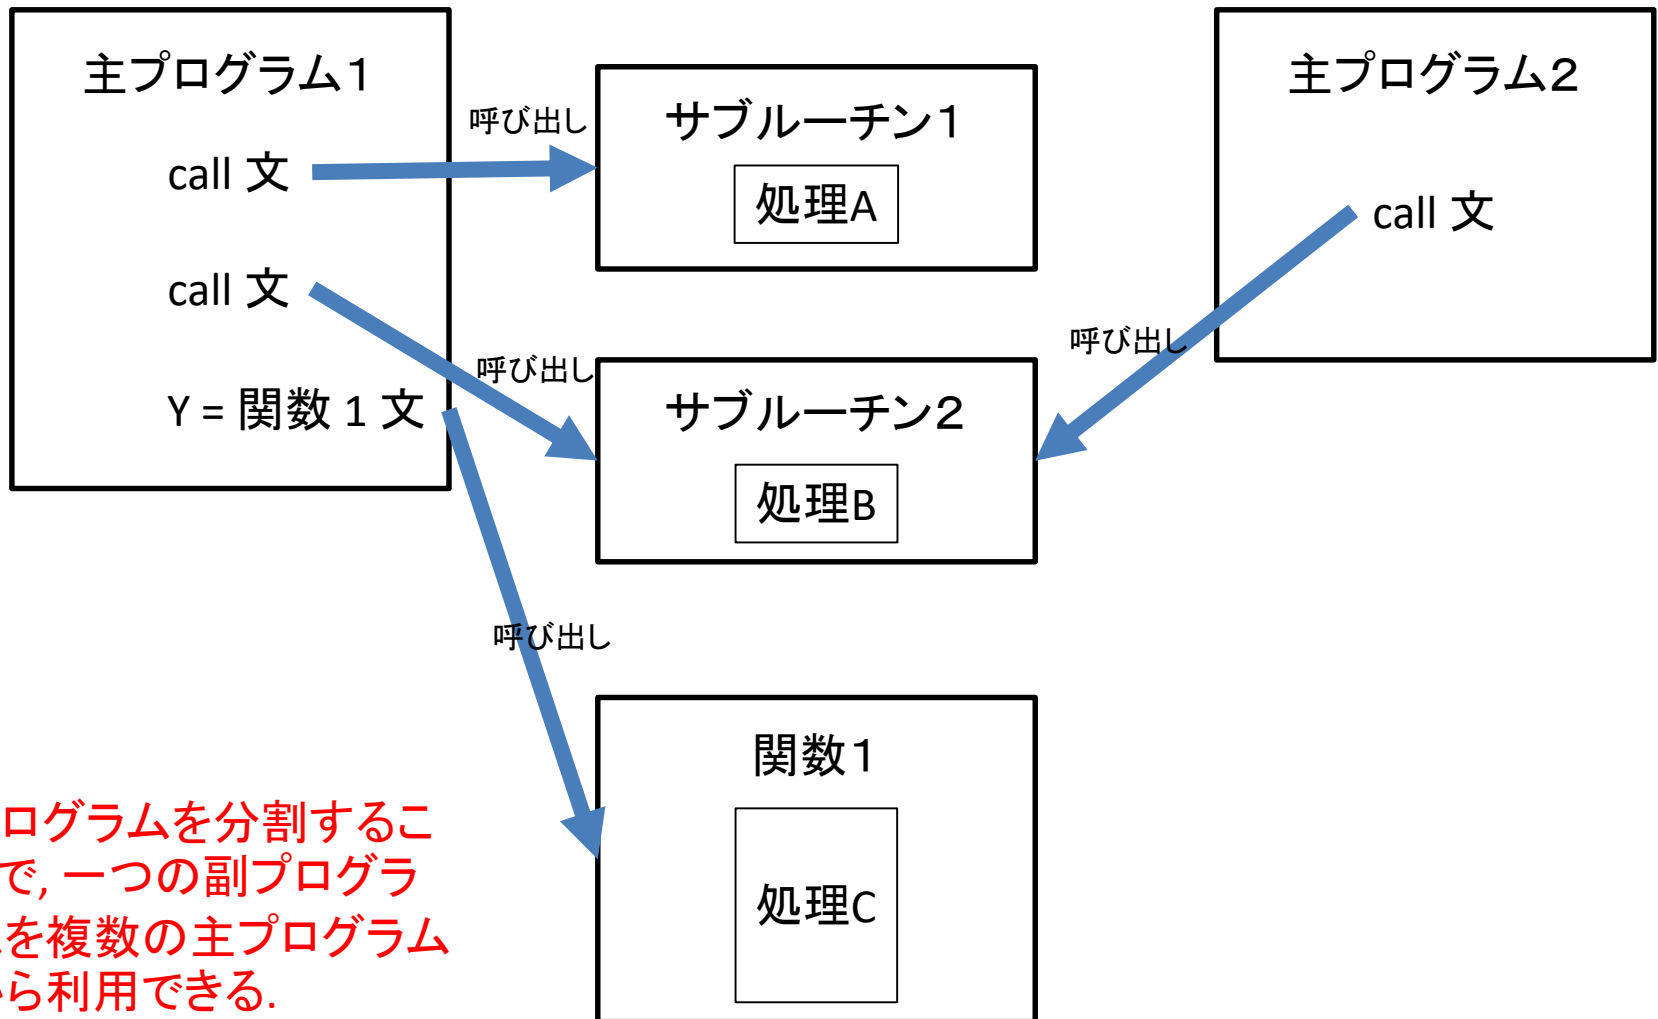 主プログラム1
call 文
call 文
Y = 関数 1 文
呼び出し
サブルーチン1
処理A
呼び出し
サブルーチン2
処理B
呼び出し
関数1
処理C
主プログラム2
call 文
呼び出し
ログラムを分割するこ
で, 一つの副プログラ
を複数の主プログラム
ら利用できる.